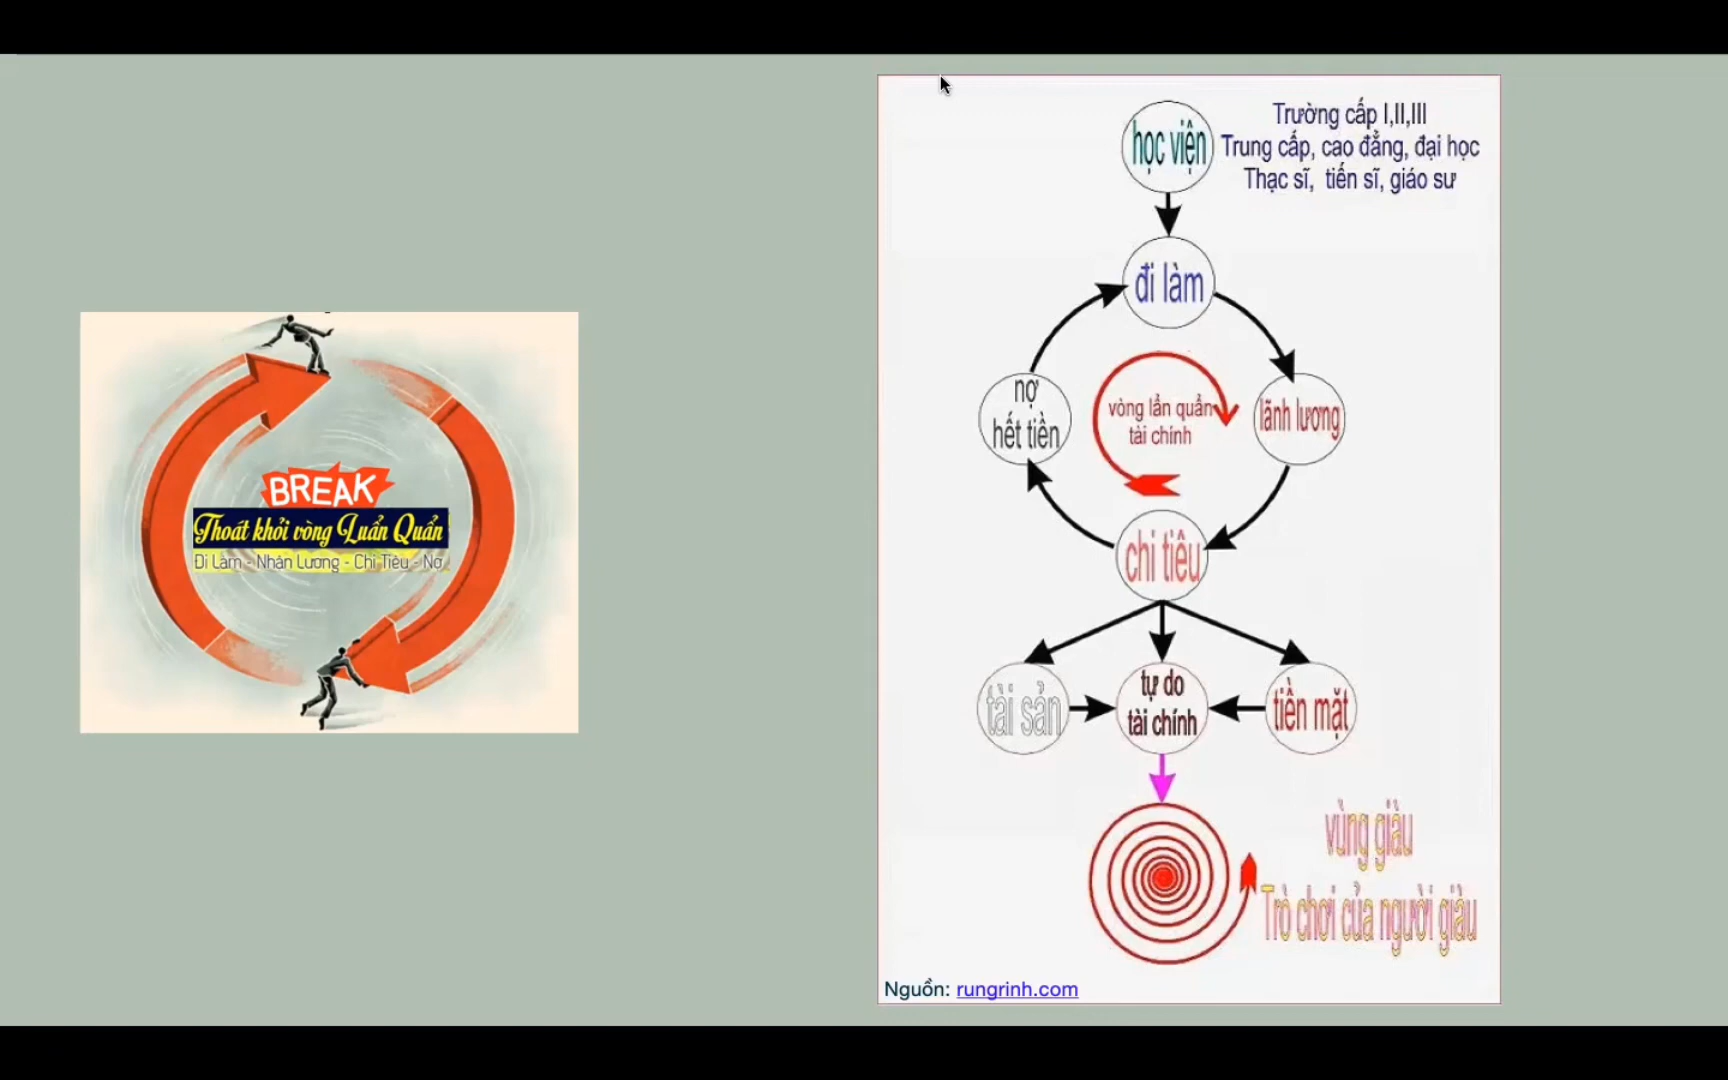 BREAK
Thoát khỏi vòng Luẩn Quẩn
Đi Làm - Nhận Lương - Chi Tiêu - Nợ
học viện
Trường cấp I,II,III
Trung cấp, cao đẳng, đại học
Thạc sĩ, tiến sĩ, giáo sư
đi làm
nợ
hết tiền
vòng lẩn quẩn
tài chính
lãnh lương
chi tiêu
tài sản
tự do
tài chính
tiền mặt
vùng giàu
Trò chơi của người giàu
Nguồn: rungrinh.com